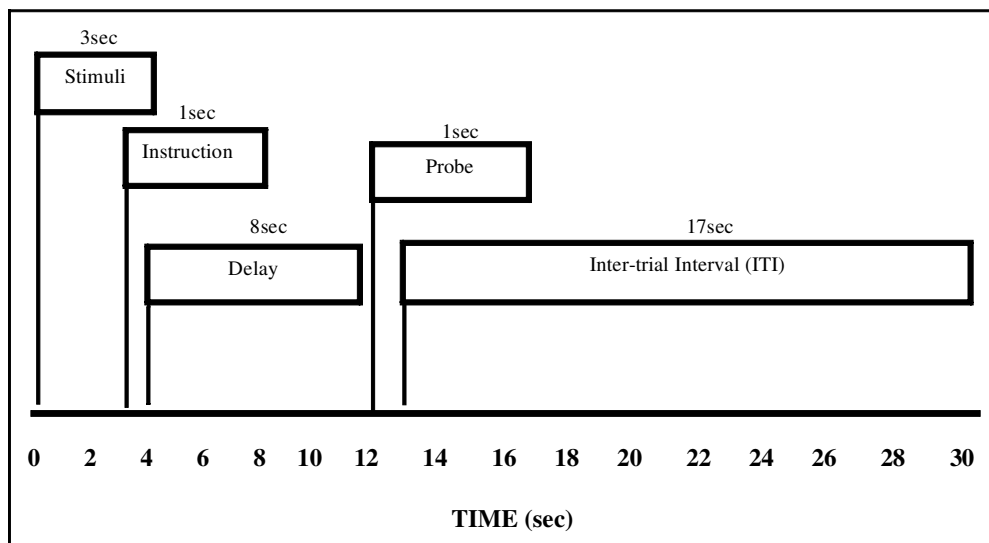 3sec
Stimuli
1sec
Instruction
1sec
Probe
8sec
Delay
17sec
Inter-trial Interval (ITI)
0 2 4 6 8 10 12 14 16 18 20 22 24 26 28 30
TIME (sec)